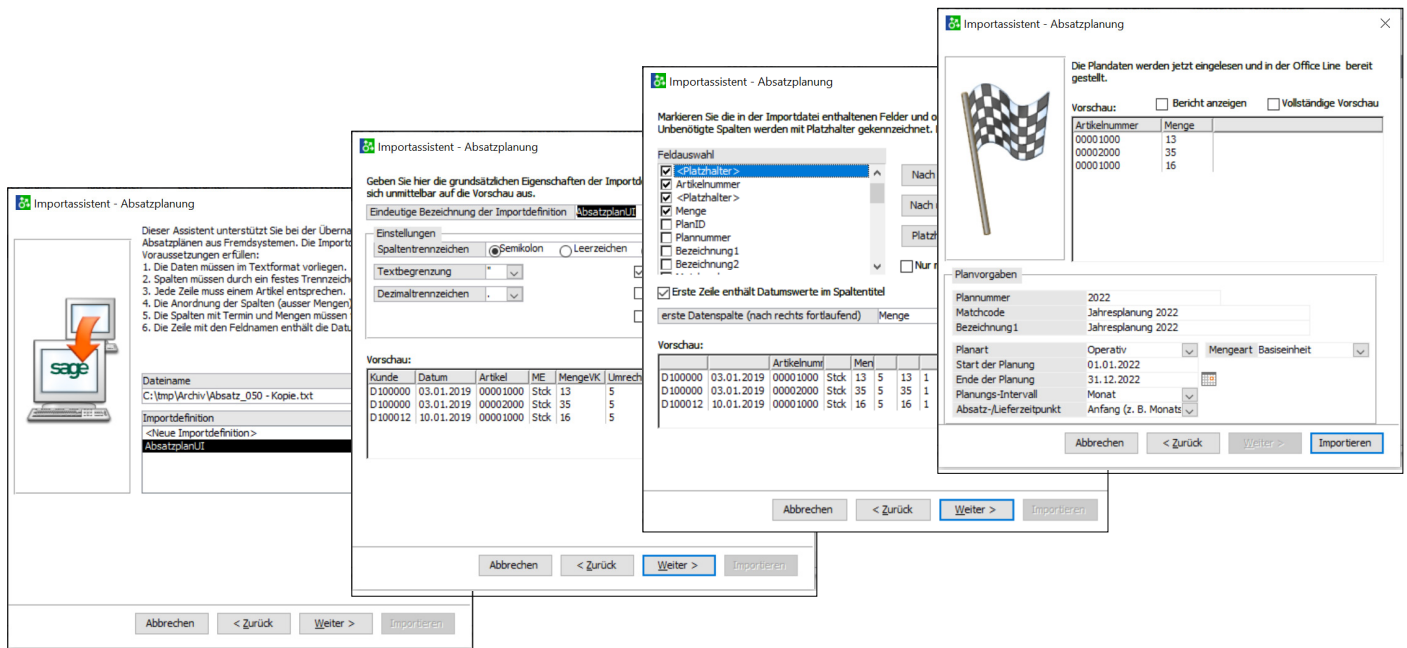 Importassistent - Absatzplanung
Dieser Assistent unterstützt Sie bei der Überna
Absatzplänen aus Fremdsystemen. Die Importd
Voraussetzungen erfüllen:
1. Die Daten müssen im Textformat vorliegen.
2. Spalten müssen durch ein festes Trennzeich
3. Jede Zeile muss einem Artikel entsprechen.
4. Die Anordnung der Spalten (ausser Mengen)
5. Die Spalten mit Termin und Mengen müssen
6. Die Zeile mit den Feldnamen enthält die Datu
sage
Dateiname
C:\tmp\Archiv\Absatz_050 - Kopie.txt
Importdefinition
<Neue Importdefinition>
AbsatzplanUI
Abbrechen < Zurück Weiter > Importieren
Importassistent - Absatzplanung
Geben Sie hier die grundsätzlichen Eigenschaften der Importd
sich unmittelbar auf die Vorschau aus.
Eindeutige Bezeichnung der Importdefinition AbsatzplanUI
Einstellungen
Spaltentrennzeichen Semikolon Leerzeichen
Textbegrenzung "
Dezimaltrennzeichen .
Vorschau:
Kunde Datum Artikel ME MengeVK Umrech
D100000 03.01.2019 00001000 Stck 13 5
D100000 03.01.2019 00002000 Stck 35 5
D100012 10.01.2019 00001000 Stck 16 5
Abbrechen < Zurück Weiter > Importieren
Importassistent - Absatzplanung
Markieren Sie die in der Importdatei enthaltenen Felder und o
Unbenötigte Spalten werden mit Platzhalter gekennzeichnet.
Feldauswahl
<Platzhalter>
Artikelnummer
<Platzhalter>
Menge
PlanID
Plannummer
Bezeichnung1
Bezeichnung2
Nach
Nach
Platzh
Nur
Erste Zeile enthält Datumswerte im Spaltentitel
erste Datenspalte (nach rechts fortlaufend) Menge
Vorschau:
Artikelnumr Men
D100000 03.01.2019 00001000 Stck 13 5 13 1
D100000 03.01.2019 00002000 Stck 35 5 35 1
D100012 10.01.2019 00001000 Stck 16 5 16 1
Abbrechen < Zurück Weiter > Importieren
Importassistent - Absatzplanung
Die Plandaten werden jetzt eingelesen und in der Office Line bereit
gestellt.
Vorschau: Bericht anzeigen Vollständige Vorschau
Artikelnummer Menge
00001000 13
00002000 35
00001000 16
Planvorgaben
Plannummer 2022
Matchcode Jahresplanung 2022
Bezeichnung1 Jahresplanung 2022
Planart Operativ Mengeart Basiseinheit
Start der Planung 01.01.2022
Ende der Planung 31.12.2022
Planungs-Intervall Monat
Absatz-/Lieferzeitpunkt Anfang (z. B. Monats
Abbrechen < Zurück Weiter > Importieren